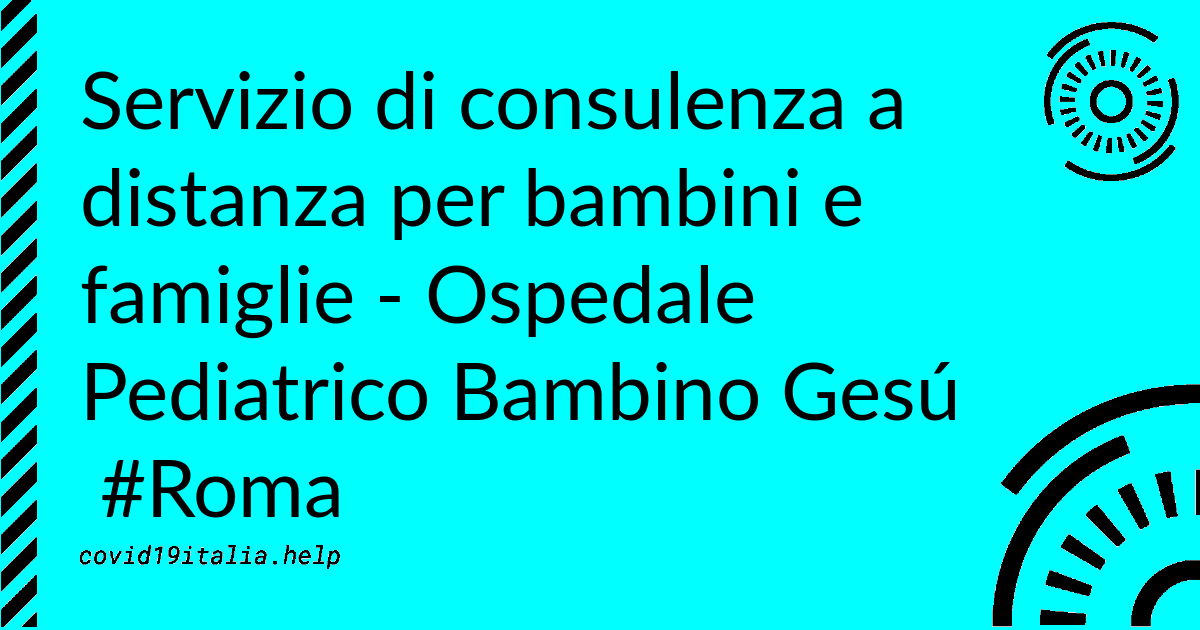 Servizio di consulenza a
distanza per bambini e
famiglie - Ospedale
Pediatrico Bambino Gesú
#Roma
covid19italia.help